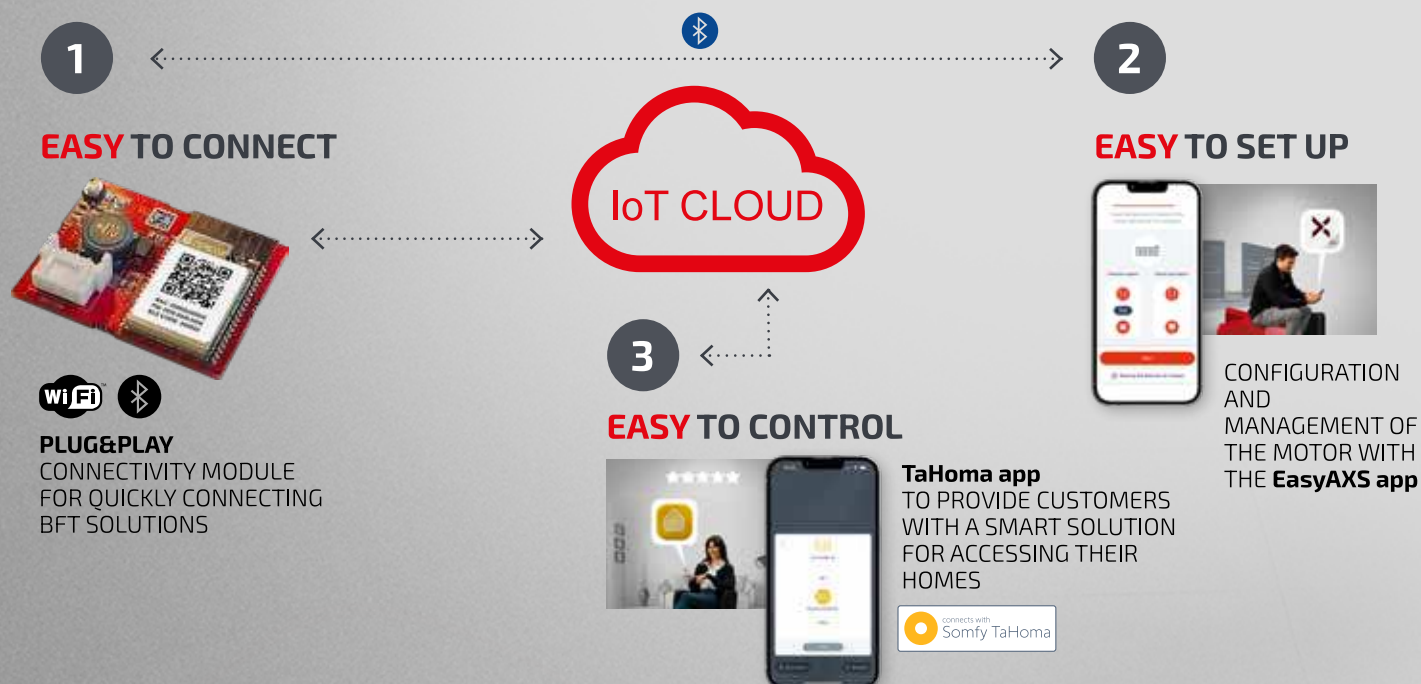 1
2
EASY TO CONNECT
IoT CLOUD
EASY TO SET UP
WiFi
PLUG&PLAY
CONNECTIVITY MODULE
FOR QUICKLY CONNECTING
BFT SOLUTIONS
3
EASY TO CONTROL
TaHoma app
TO PROVIDE CUSTOMERS
WITH A SMART SOLUTION
FOR ACCESSING THEIR
HOMES
connects with
Somfy TaHoma
CONFIGURATION
AND
MANAGEMENT OF
THE MOTOR WITH
THE EasyAXS app